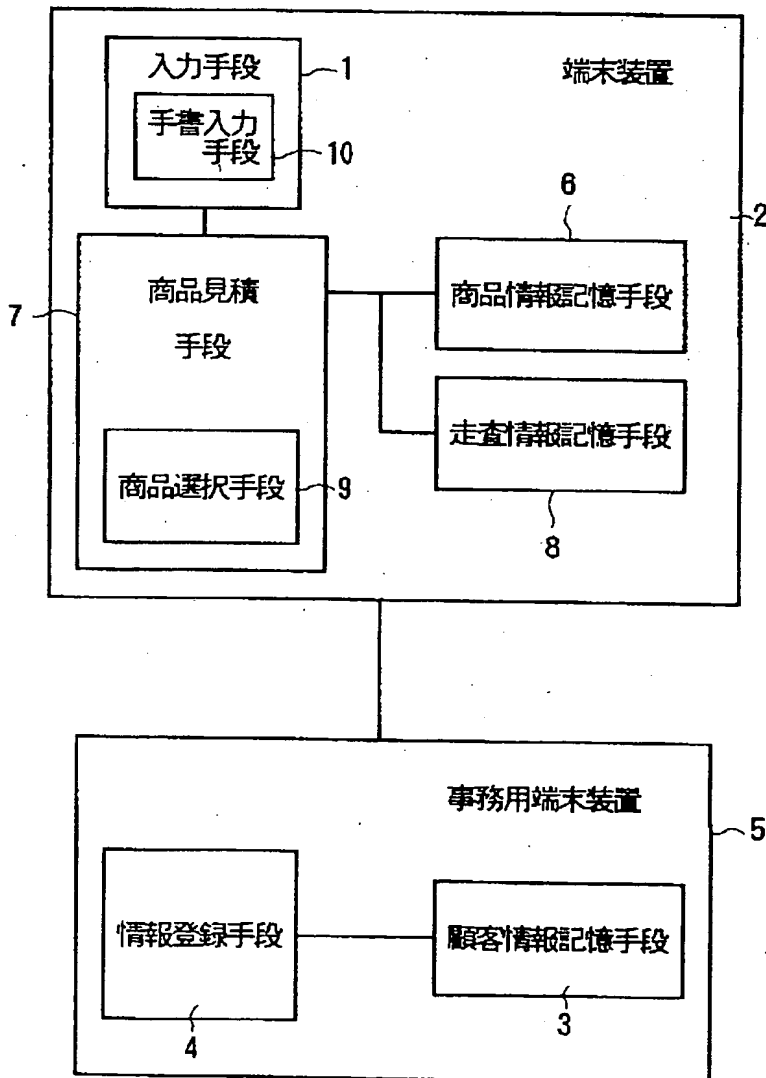 入力手段
1
端末装置
手書入力
手段
10
2
6
商品見積
手段
7
商品情報記憶手段
走査情報記憶手段
商品選択手段
9
8
事務用端末装置
5
情報登録手段
顧客情報記憶手段
4
3